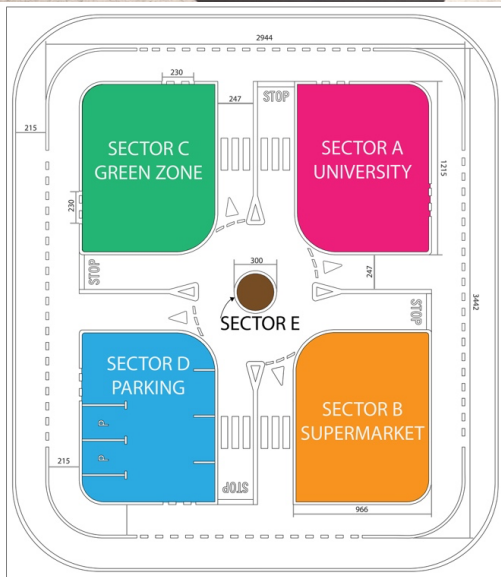 2944
230
247
STOP
215
SECTOR C
GREEN ZONE
SECTOR A
UNIVERSITY
1215
230
STOP
300
247
3442
SECTOR E
STOP
SECTOR D
PARKING
SECTOR B
SUPERMARKET
P
P
215
STOP
966